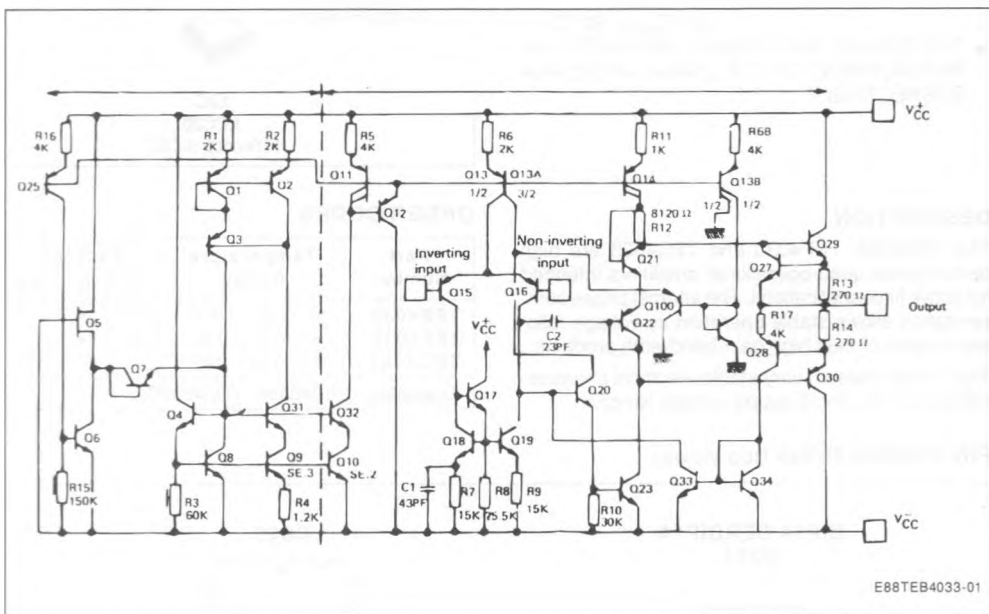 V+CC
R16
4K
R1
2K
R2
2K
R5
4K
R6
2K
R11
1K
R6B
4K
Q25
Q1
Q2
Q11
Q13
1/2
Q13A
3/2
Q14
Q13B
1/2
1/2
Q12
Q3
8120 Ω
R12
Q29
Inverting
input
Non-inverting
input
Q21
Q27
R13
270 Ω
Q15
Q16
Q100
Output
Q5
V+CC
C2
23PF
Q22
R17
4K
R14
270 Ω
Q28
Q30
Q7
Q17
Q20
Q4
Q31
Q32
Q18
Q19
Q6
Q8
Q9
SE 3
Q10
SE.2
Q33
Q34
R15
150K
R3
60K
R4
1.2K
C1
43PF
R7
15K
R8
75.5K
R9
15K
R10
30K
Q23
V-CC
E88TEB4033-01